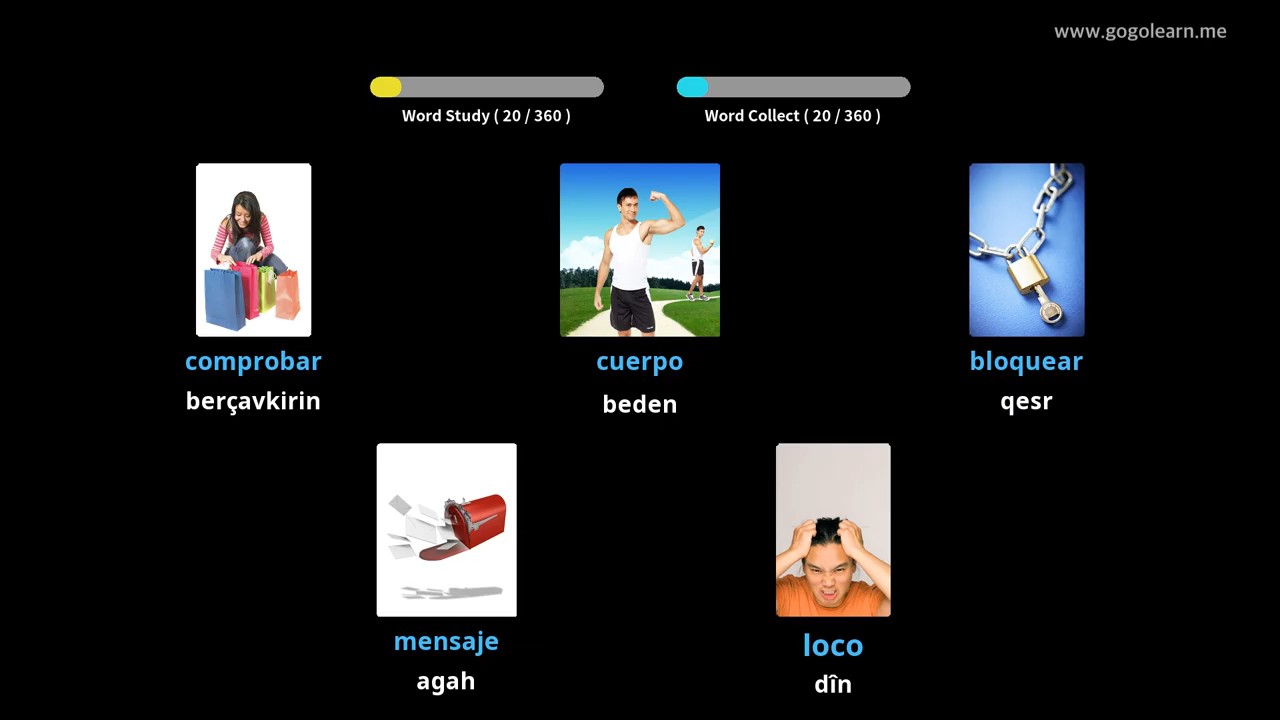 www.gogolearn.me
Word Study ( 20 / 360 )
Word Collect ( 20 / 360 )
comprobar
berçavkirin
cuerpo
beden
bloquear
qesr
mensaje
agah
loco
dîn